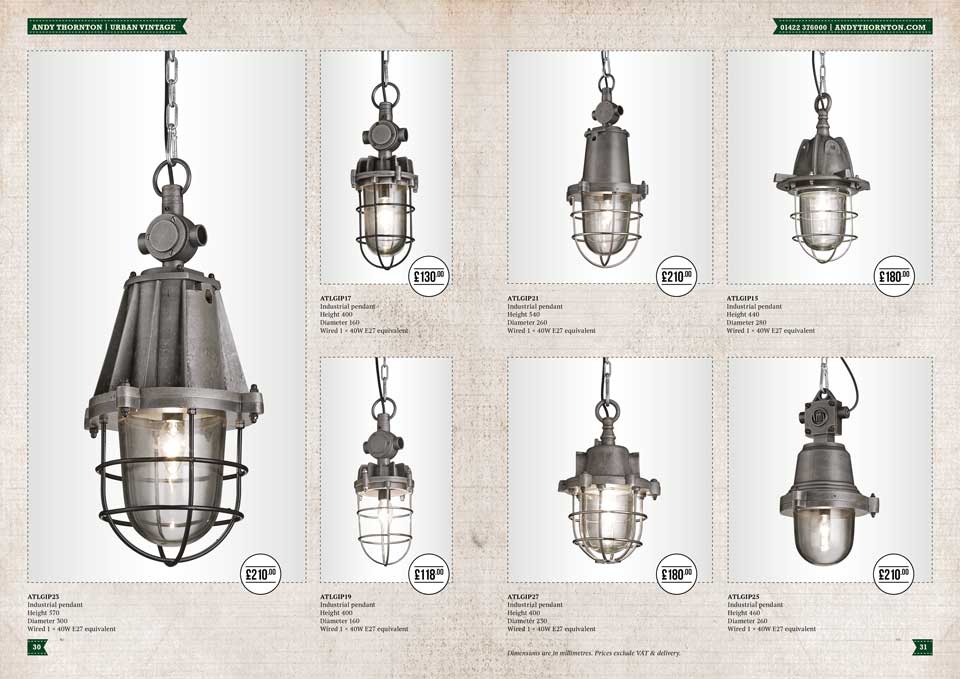 ANDY THORNTON | URBAN VINTAGE
01422 376000 | ANDYTHORNTON.COM
£130.00
ATLGIP17
Industrial pendant
Height 400
Diameter 160
Wired 1 × 40W E27 equivalent
£210.00
ATLGIP23
Industrial pendant
Height 570
Diameter 300
Wired 1 × 40W E27 equivalent
£118.00
ATLGIP19
Industrial pendant
Height 400
Diameter 160
Wired 1 × 40W E27 equivalent
30
£210.00
ATLGIP21
Industrial pendant
Height 540
Diameter 260
Wired 1 × 40W E27 equivalent
£180.00
ATLGIP15
Industrial pendant
Height 440
Diameter 280
Wired 1 × 40W E27 equivalent
£180.00
ATLGIP27
Industrial pendant
Height 400
Diameter 230
Wired 1 × 40W E27 equivalent
£210.00
ATLGIP25
Industrial pendant
Height 460
Diameter 260
Wired 1 × 40W E27 equivalent
Dimensions are in millimetres. Prices exclude VAT & delivery.
31